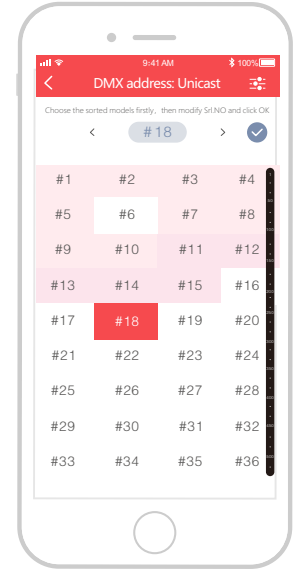 9:41 AM 100%
DMX address: Unicast
Choose the sorted models firstly, then modify Srl.NO and click OK
< #18 >
#1 #2 #3 #4
#5 #6 #7 #8
#9 #10 #11 #12
#13 #14 #15 #16
#17 #18 #19 #20
#21 #22 #23 #24
#25 #26 #27 #28
#29 #30 #31 #32
#33 #34 #35 #36